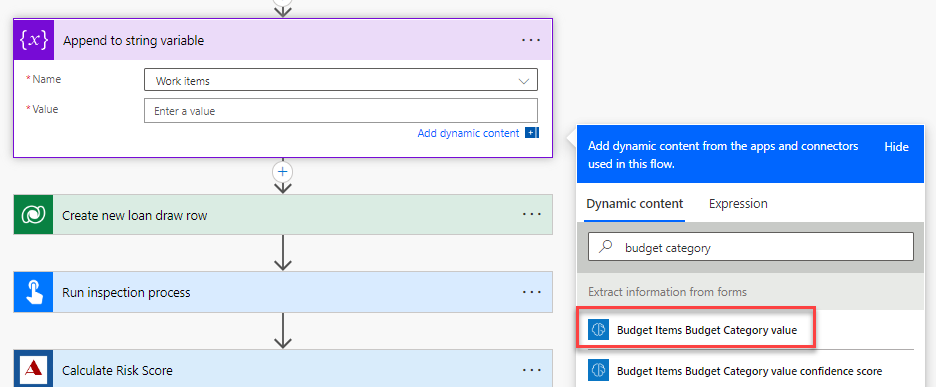 {x} Append to string variable ...
* Name Work items
* Value Enter a value
Add dynamic content
Add dynamic content from the apps and connectors
used in this flow.
Hide
Dynamic content Expression
budget category
Extract information from forms
Budget Items Budget Category value
Budget Items Budget Category value confidence score
Create new loan draw row ...
Run inspection process ...
A Calculate Risk Score ...